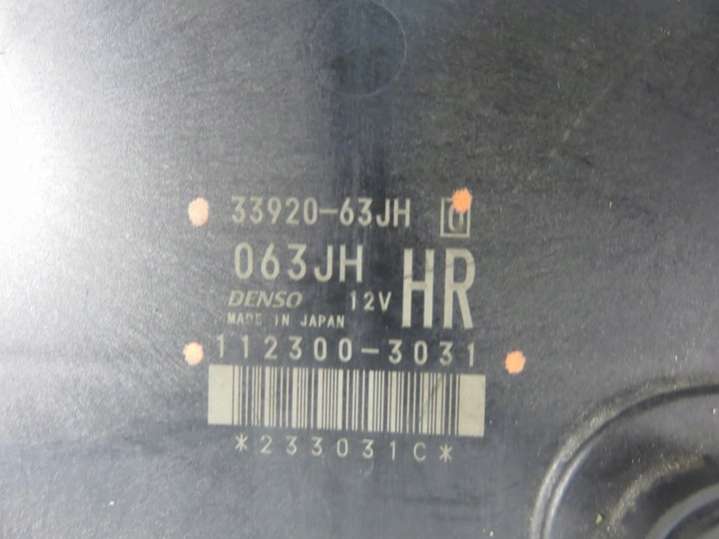 33920-63JH
063JH HR
DENSO 12V
MADE IN JAPAN
112300-3031
*233031C*